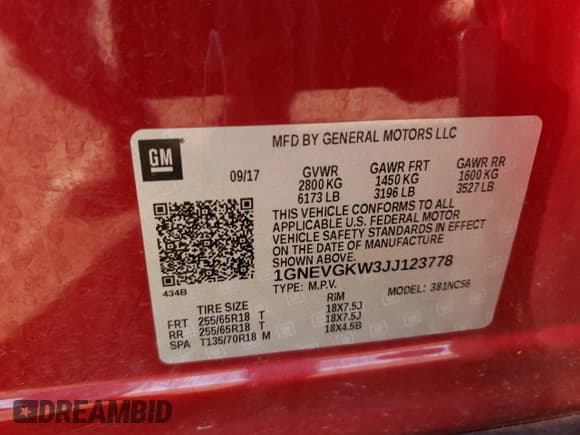 MFD BY GENERAL MOTORS LLC
GM
09/17 GVWR GAWR FRT GAWR RR
2800 KG 1450 KG 1600 KG
6173 LB 3196 LB 3527 LB
THIS VEHICLE CONFORMS TO ALL
APPLICABLE U.S. FEDERAL MOTOR
VEHICLE SAFETY STANDARDS IN EFFECT
ON THE DATE OF MANUFACTURE
1GNEVGKW3JJ123778
434B TYPE: M.P.V. MODEL: 381NC56
TIRE SIZE RIM
FRT 255/65R18 T 18X7.5J
RR 255/65R18 T 18X7.5J
SPA T135/70R18 M 18X4.5B
DREAMBID